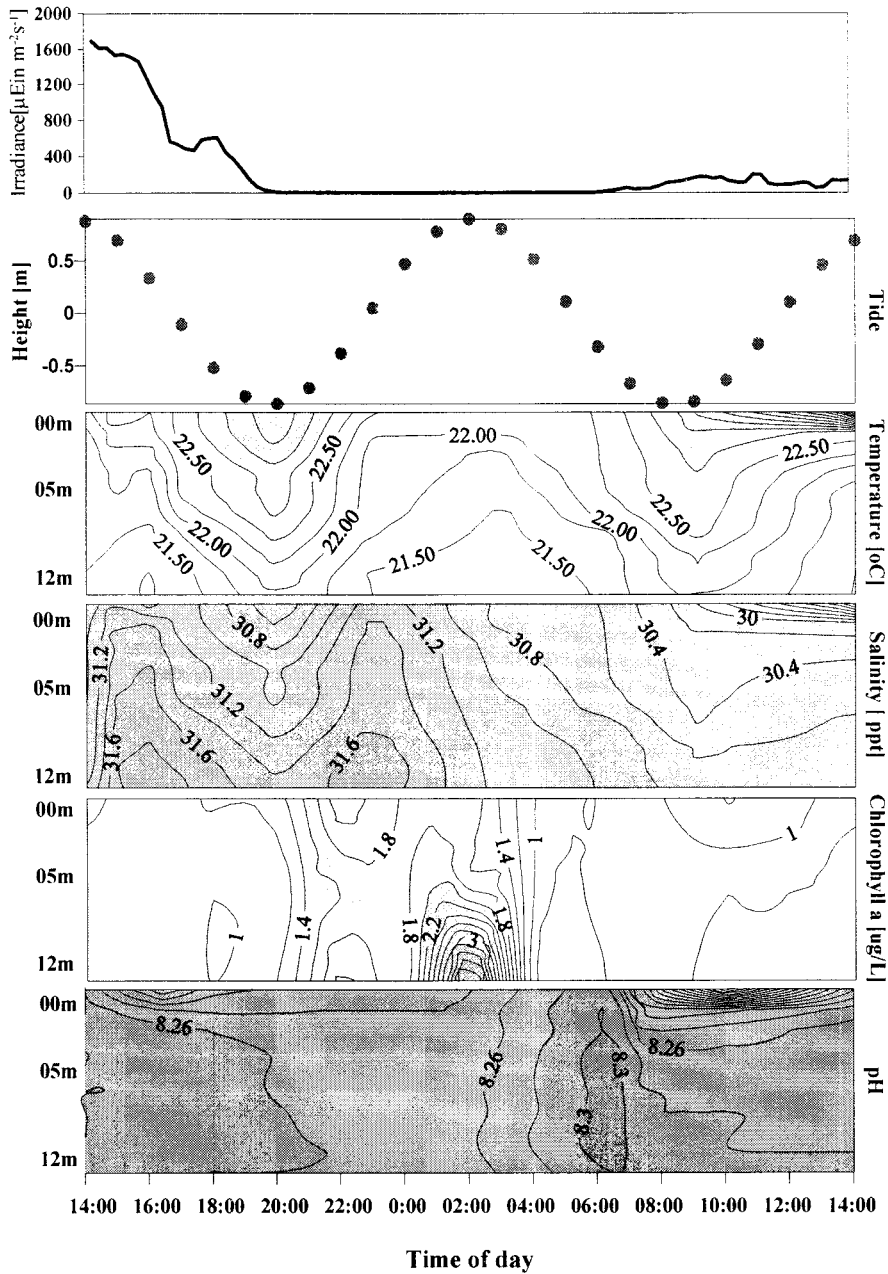 Irradiance[µEin m-2s-1]
2000
1600
1200
800
400
0
Height [m]
0.5
0
-0.5
Tide
00m
05m
12m
22.50
22.50
22.00
22.50
22.00
22.00
22.00
22.50
21.50
21.50
21.50
Temperature [oC]
00m
05m
12m
31.2
30.8
31.2
30.8
30.4
30
31.2
30.4
31.6
31.6
31.6
Salinity [ ppt]
00m
05m
12m
1.8
1.4
1
1
1
1.4
1.8
2.2
1.8
3
Chlorophyll a [ug/L]
00m
05m
12m
8.26
8.26
8.3
8.26
8.3
pH
14:00 16:00 18:00 20:00 22:00 0:00 02:00 04:00 06:00 08:00 10:00 14:00
Time of day